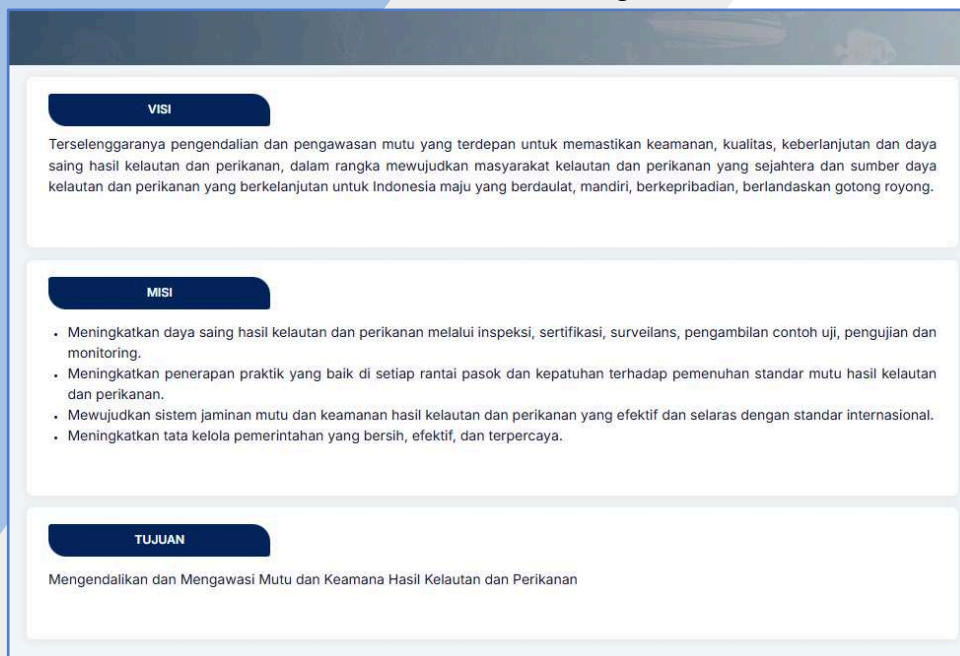 VISI
Terselenggaranya pengendalian dan pengawasan mutu yang terdepan untuk memastikan keamanan, kualitas, keberlanjutan dan daya
saing hasil kelautan dan perikanan, dalam rangka mewujudkan masyarakat kelautan dan perikanan yang sejahtera dan sumber daya
kelautan dan perikanan yang berkelanjutan untuk Indonesia maju yang berdaulat, mandiri, berkepribadian, berlandaskan gotong royong.
MISI
• Meningkatkan daya saing hasil kelautan dan perikanan melalui inspeksi, sertifikasi, surveilans, pengambilan contoh uji, pengujian dan
monitoring.
• Meningkatkan penerapan praktik yang baik di setiap rantai pasok dan kepatuhan terhadap pemenuhan standar mutu hasil kelautan
dan perikanan.
• Mewujudkan sistem jaminan mutu dan keamanan hasil kelautan dan perikanan yang efektif dan selaras dengan standar internasional.
• Meningkatkan tata kelola pemerintahan yang bersih, efektif, dan terpercaya.
TUJUAN
Mengendalikan dan Mengawasi Mutu dan Keamana Hasil Kelautan dan Perikanan